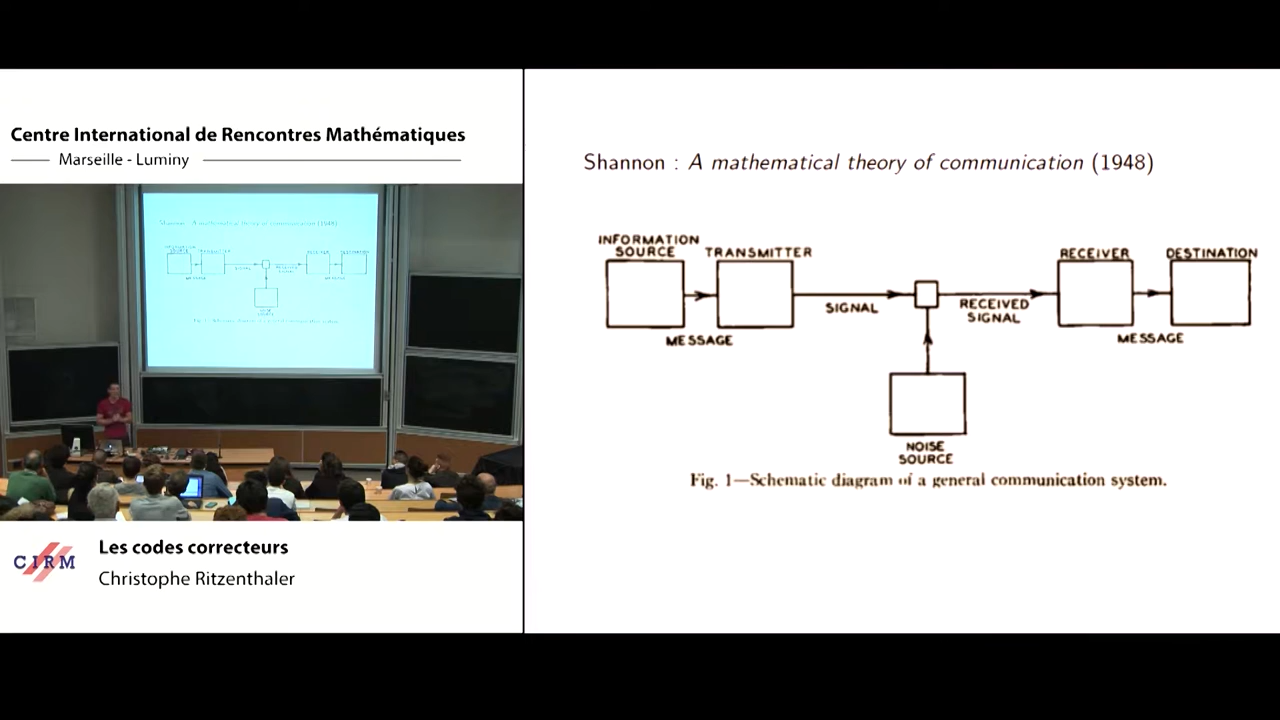 Centre International de Rencontres Mathématiques
Marseille - Luminy
Shannon : A mathematical theory of communication (1948)
INFORMATION
SOURCE
TRANSMITTER
RECEIVER
DESTINATION
SIGNAL
RECEIVED
SIGNAL
MESSAGE
MESSAGE
NOISE
SOURCE
Fig. 1—Schematic diagram of a general communication system.
CIRM
Les codes correcteurs
Christophe Ritzenthaler